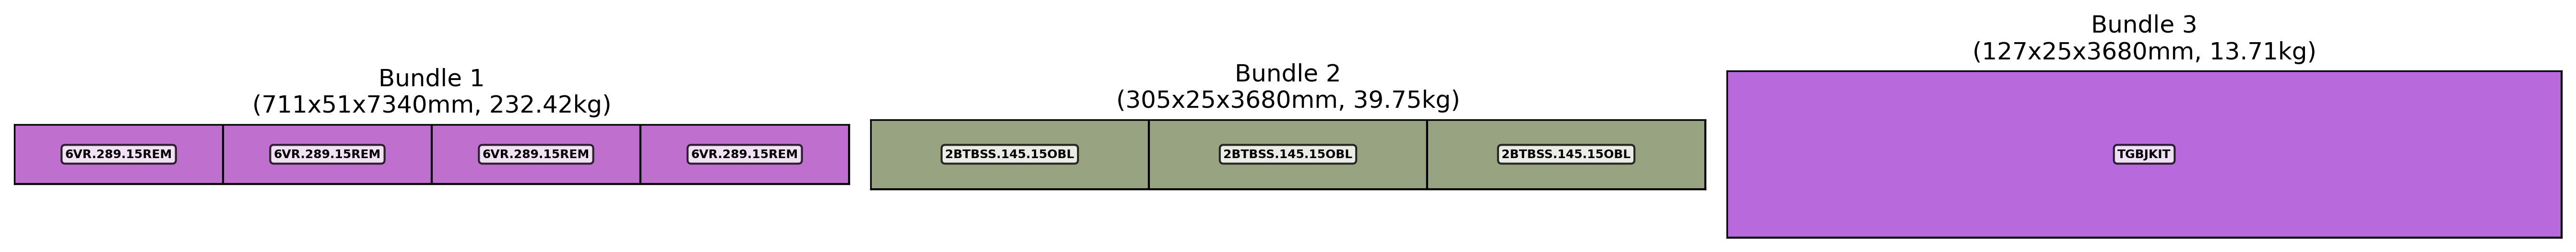 Bundle 1
(711x51x7340mm, 232.42kg)
6VR.289.15REM
6VR.289.15REM
6VR.289.15REM
6VR.289.15REM
Bundle 2
(305x25x3680mm, 39.75kg)
2BTBSS.145.15OBL
2BTBSS.145.15OBL
2BTBSS.145.15OBL
Bundle 3
(127x25x3680mm, 13.71kg)
TGBJKIT